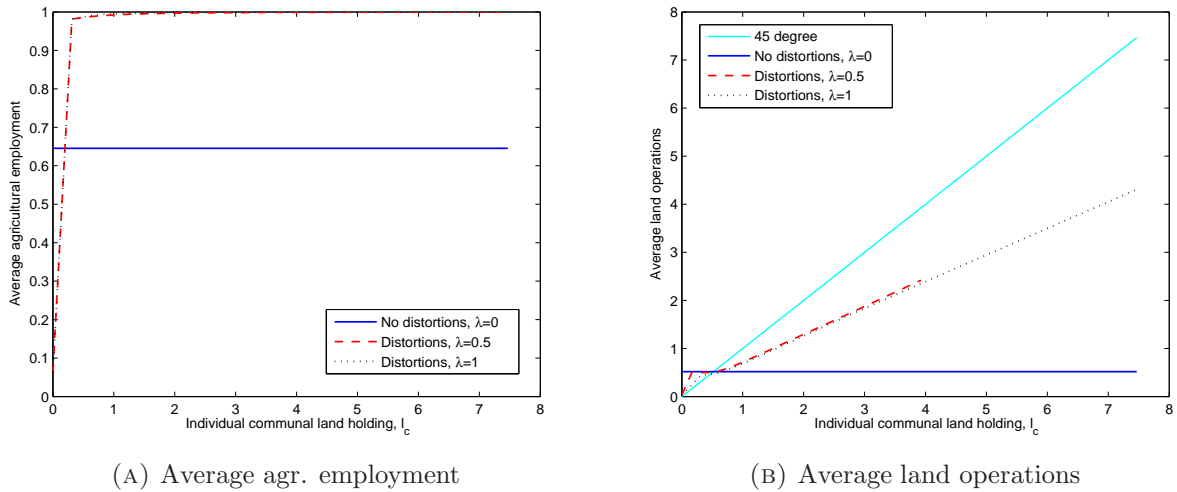 1
0.9
0.8
0.7
0.6
0.5
0.4
0.3
0.2
0.1
0
Average agricultural employment
0 1 2 3 4 5 6 7 8
Individual communal land holding, l_c
No distortions, λ=0
Distortions, λ=0.5
Distortions, λ=1
(A) Average agr. employment
8
7
6
5
4
3
2
1
0
Average land operations
0 1 2 3 4 5 6 7 8
Individual communal land holding, l_c
45 degree
No distortions, λ=0
Distortions, λ=0.5
Distortions, λ=1
(B) Average land operations